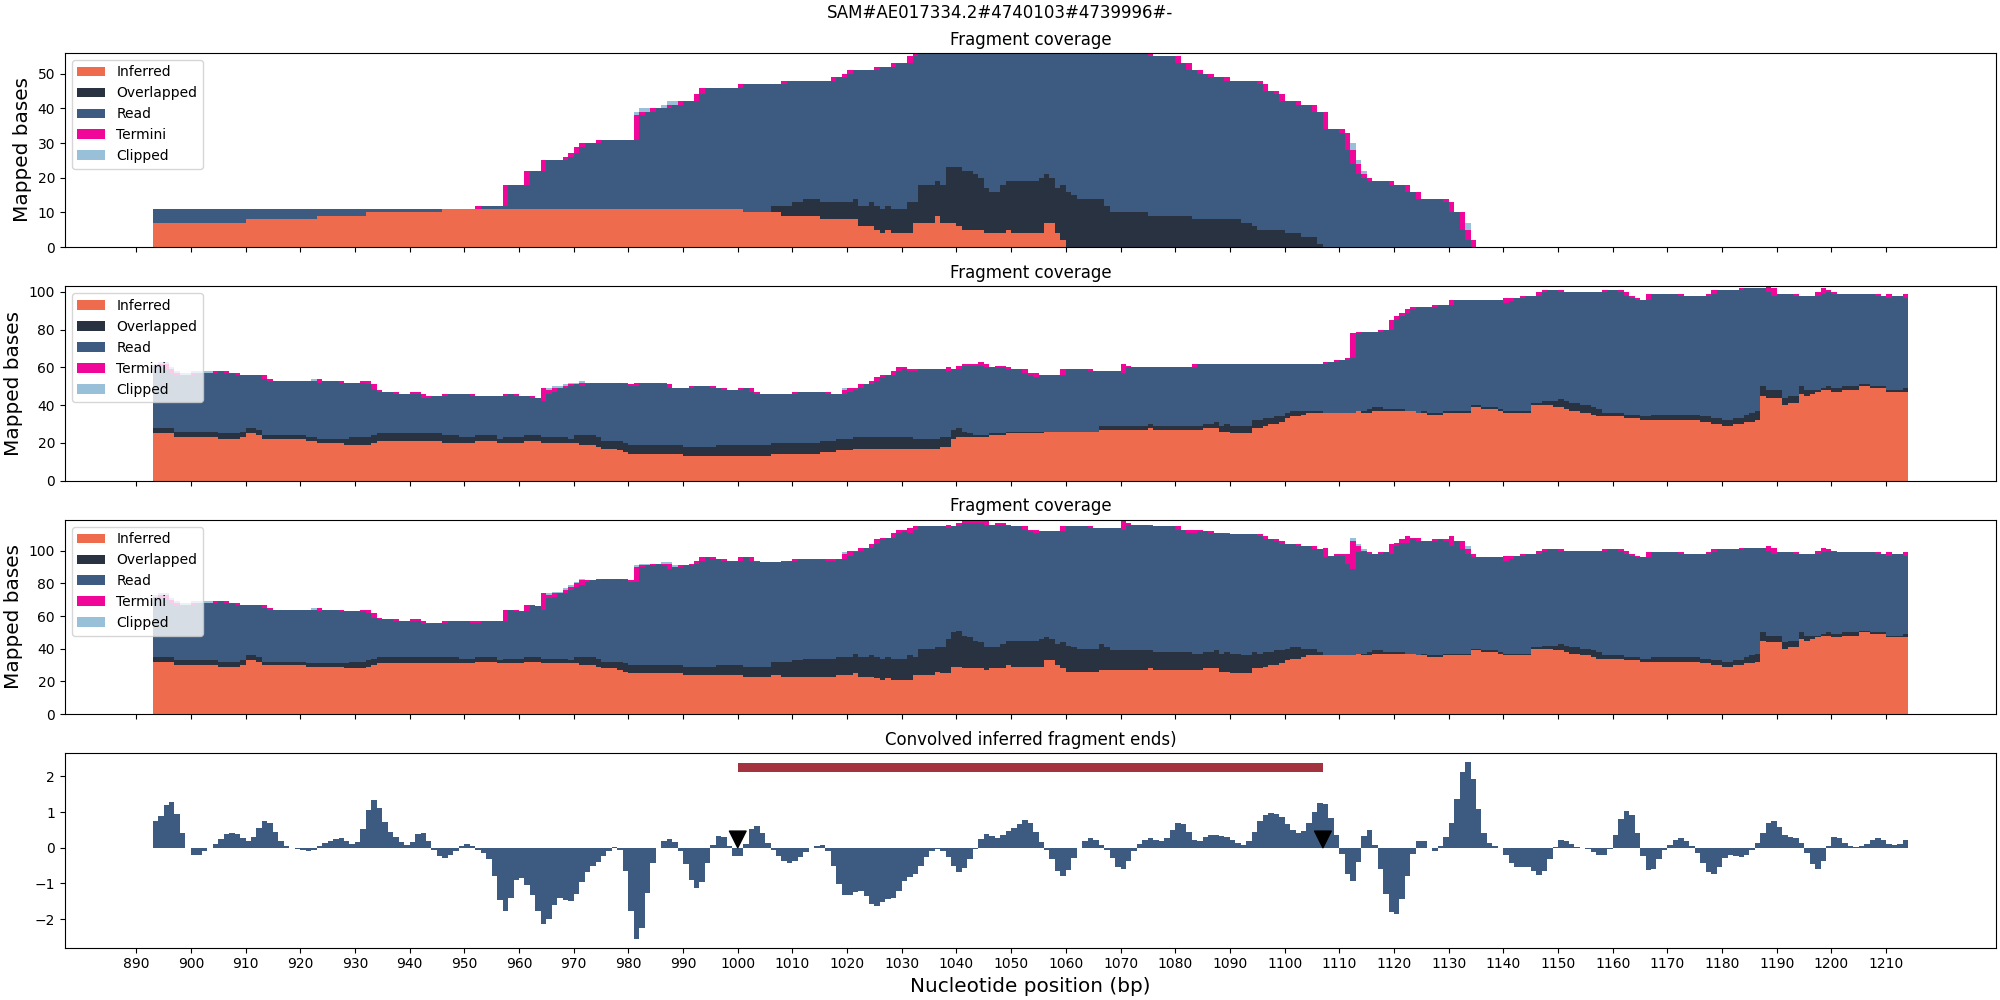 SAM#AE017334.2#4740103#4739996#-
Fragment coverage
Mapped bases
50
40
30
20
10
0
Inferred
Overlapped
Read
Termini
Clipped
Fragment coverage
Mapped bases
100
80
60
40
20
0
Inferred
Overlapped
Read
Termini
Clipped
Fragment coverage
Mapped bases
100
80
60
40
20
0
Inferred
Overlapped
Read
Termini
Clipped
Convolved inferred fragment ends)
2
1
0
−1
−2
890 900 910 920 930 940 950 960 970 980 990 1000 1010 1020 1030 1040 1050 1060 1070 1080 1090 1100 1110 1120 1130 1140 1150 1160 1170 1180 1190 1200 1210
Nucleotide position (bp)